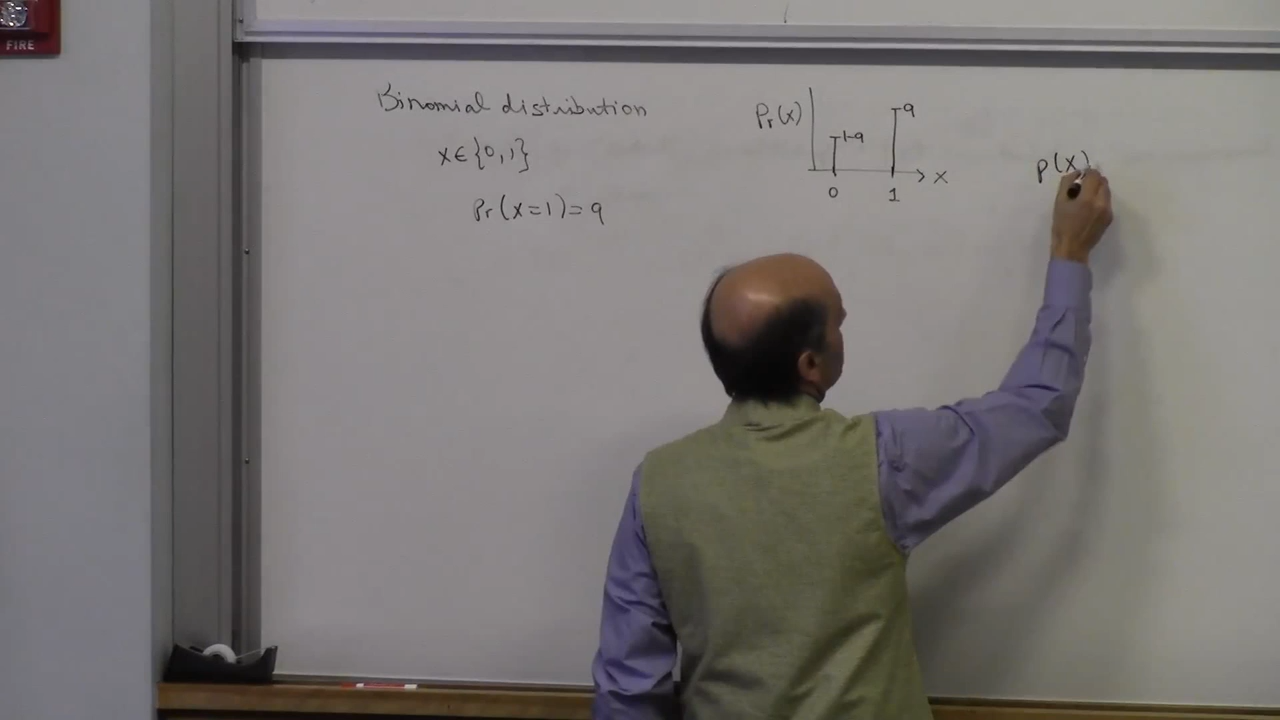 FIRE
Binomial distribution
x ∈ {0,1}
Pr(x=1)=q
Pr(x)
1-q
q
x
0
1
p(x)